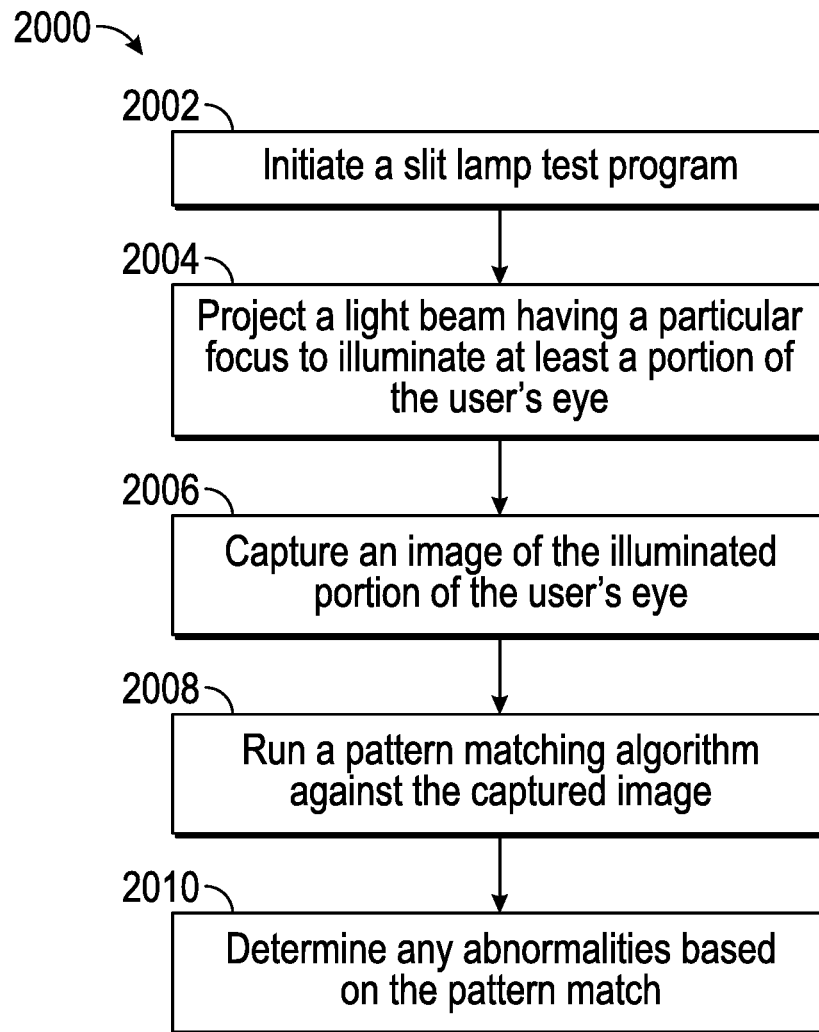 2000
2002
Initiate a slit lamp test program
2004
Project a light beam having a particular
focus to illuminate at least a portion of
the user’s eye
2006
Capture an image of the illuminated
portion of the user’s eye
2008
Run a pattern matching algorithm
against the captured image
2010
Determine any abnormalities based
on the pattern match